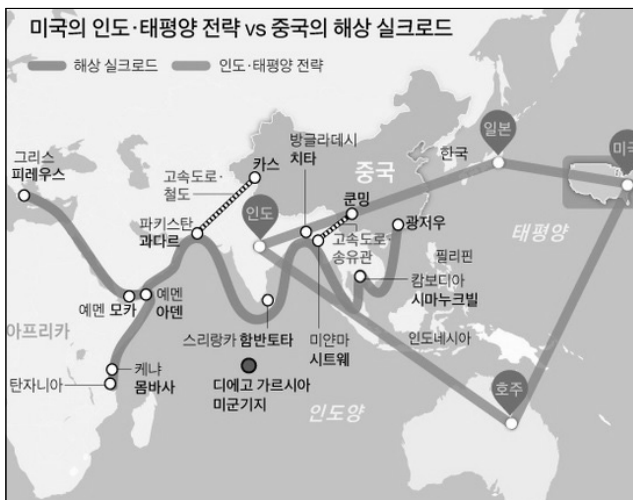 미국의 인도·태평양 전략 vs 중국의 해상 실크로드
해상 실크로드
인도·태평양 전략
그리스
피레우스
고속도로·
철도
카스
방글라데시
치타
중국
한국
일본
미국
파키스탄
과다르
인도
쿤밍
고속도로·
송유관
광저우
태평양
필리핀
캄보디아
시아누크빌
예멘 모카
예멘
아덴
스리랑카 함반토타
미얀마
시트웨
인도네시아
아프리카
케냐
몸바사
탄자니아
디에고 가르시아
미군기지
인도양
호주